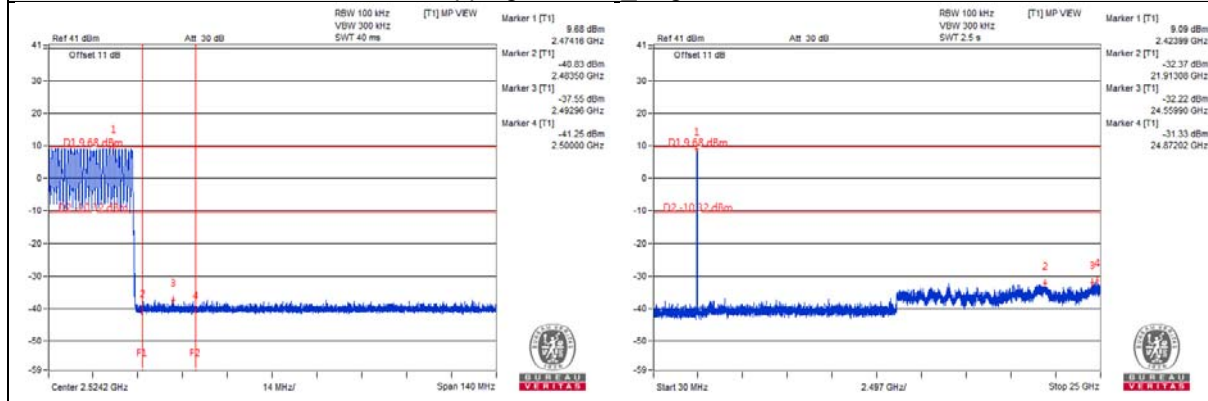 RBW 100 kHz
VBW 300 kHz
SWT 40 ms
[T1] MP VIEW
Ref 41 dBm
Att 30 dB
Offset 11 dB
Marker 1 [T1]
9.68 dBm
2.47416 GHz
Marker 2 [T1]
-40.83 dBm
2.48350 GHz
Marker 3 [T1]
-37.55 dBm
2.49296 GHz
Marker 4 [T1]
-41.25 dBm
2.50000 GHz
41
30
20
10
0
-10
-20
-30
-40
-50
-59
D1 9.68 dBm
D2 -10.32 dBm
1
2
3
4
F1
F2
Center 2.5242 GHz
14 MHz/
Span 140 MHz
BUREAU
VERITAS
RBW 100 kHz
VBW 300 kHz
SWT 2.5 s
[T1] MP VIEW
Ref 41 dBm
Att 30 dB
Offset 11 dB
Marker 1 [T1]
9.09 dBm
2.42399 GHz
Marker 2 [T1]
-32.37 dBm
21.91308 GHz
Marker 3 [T1]
-32.22 dBm
24.55990 GHz
Marker 4 [T1]
-31.33 dBm
24.87202 GHz
41
30
20
10
0
-10
-20
-30
-40
-50
-59
D1 9.68 dBm
D2 -10.32 dBm
1
2
3
4
Start 30 MHz
2.497 GHz/
Stop 25 GHz
BUREAU
VERITAS